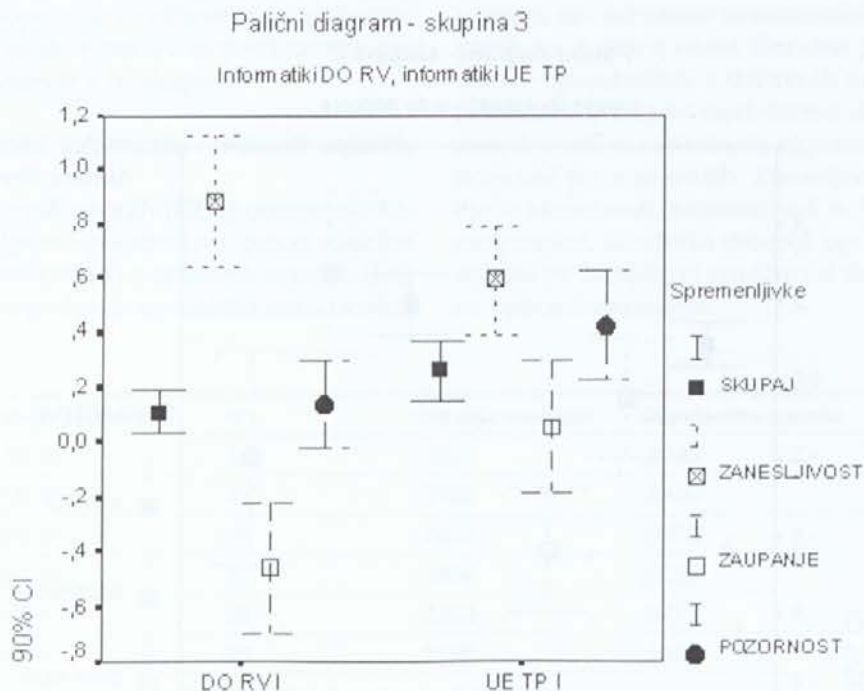 Palični diagram - skupina 3
Informatiki DO RV, informatiki UE TP
1,2
1,0
,8
,6
,4
,2
0,0
-,2
-,4
-,6
-,8
90% CI
DO RV I
UE TP I
Spremenljivke
SKUPAJ
ZANESLJIVOST
ZAUPANJE
POZORNOST